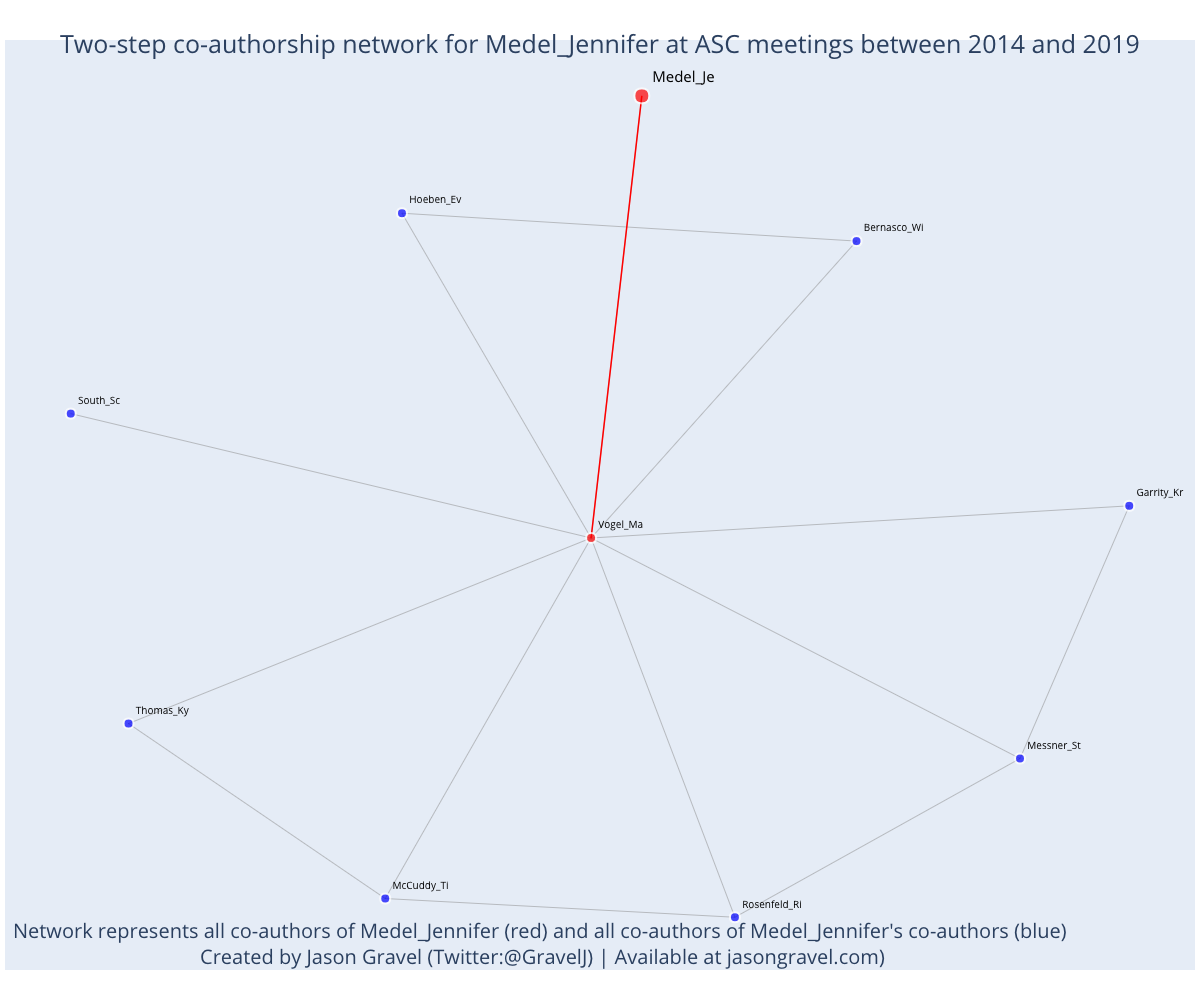 Two-step co-authorship network for Medel_Jennifer at ASC meetings between 2014 and 2019
Medel_Je
Hoeben_Ev
Bernasco_Wi
South_Sc
Garrity_Kr
Vogel_Ma
Thomas_Ky
Messner_St
McCuddy_Ti
Rosenfeld_Ri
Network represents all co-authors of Medel_Jennifer (red) and all co-authors of Medel_Jennifer's co-authors (blue)
Created by Jason Gravel (Twitter:@GravelJ) | Available at jasongravel.com)